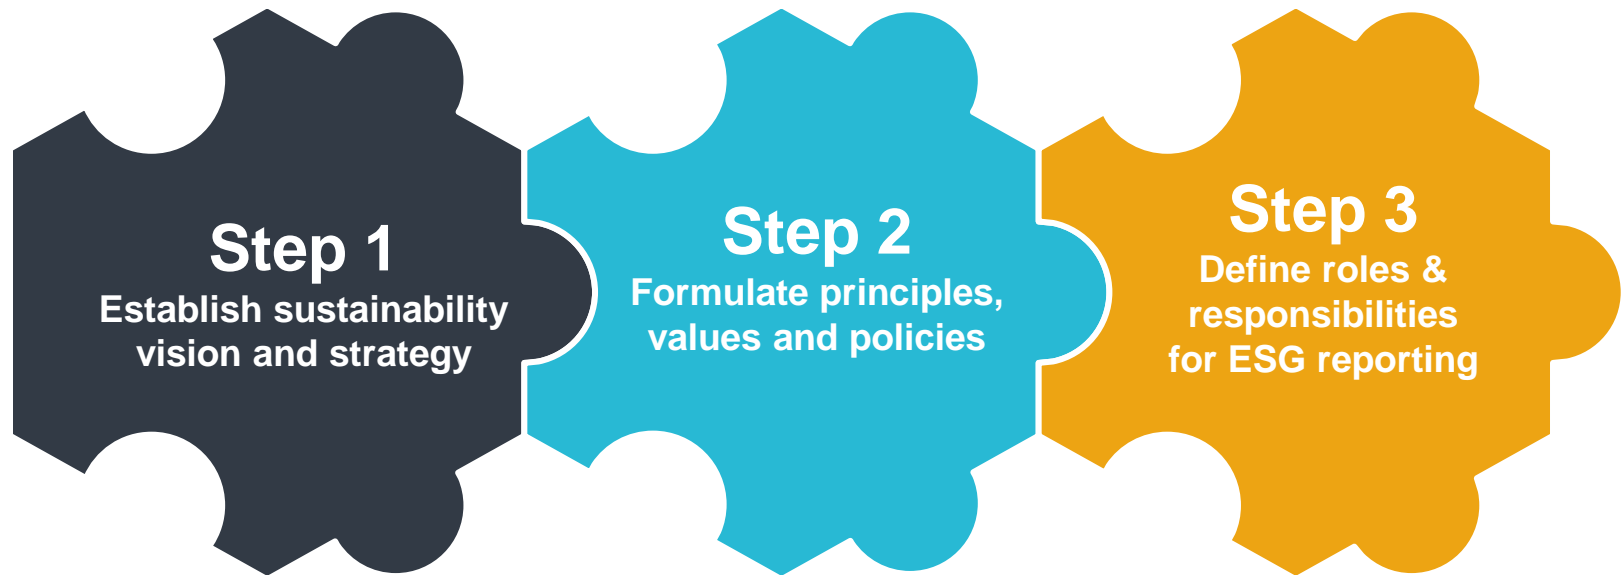 Step 1
Establish sustainability
vision and strategy
Step 2
Formulate principles,
values and policies
Step 3
Define roles &
responsibilities
for ESG reporting